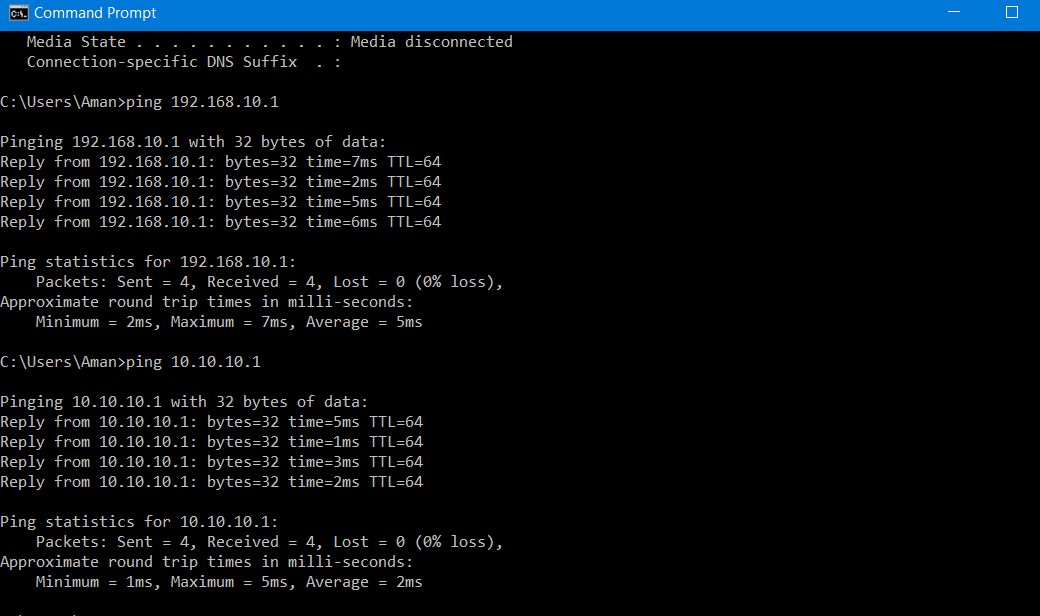 Command Prompt
Media State . . . . . . . . . . . : Media disconnected
Connection-specific DNS Suffix  . :
C:\Users\Aman>ping 192.168.10.1
Pinging 192.168.10.1 with 32 bytes of data:
Reply from 192.168.10.1: bytes=32 time=7ms TTL=64
Reply from 192.168.10.1: bytes=32 time=2ms TTL=64
Reply from 192.168.10.1: bytes=32 time=5ms TTL=64
Reply from 192.168.10.1: bytes=32 time=6ms TTL=64
Ping statistics for 192.168.10.1:
Packets: Sent = 4, Received = 4, Lost = 0 (0% loss),
Approximate round trip times in milli-seconds:
Minimum = 2ms, Maximum = 7ms, Average = 5ms
C:\Users\Aman>ping 10.10.10.1
Pinging 10.10.10.1 with 32 bytes of data:
Reply from 10.10.10.1: bytes=32 time=5ms TTL=64
Reply from 10.10.10.1: bytes=32 time=1ms TTL=64
Reply from 10.10.10.1: bytes=32 time=3ms TTL=64
Reply from 10.10.10.1: bytes=32 time=2ms TTL=64
Ping statistics for 10.10.10.1:
Packets: Sent = 4, Received = 4, Lost = 0 (0% loss),
Approximate round trip times in milli-seconds:
Minimum = 1ms, Maximum = 5ms, Average = 2ms